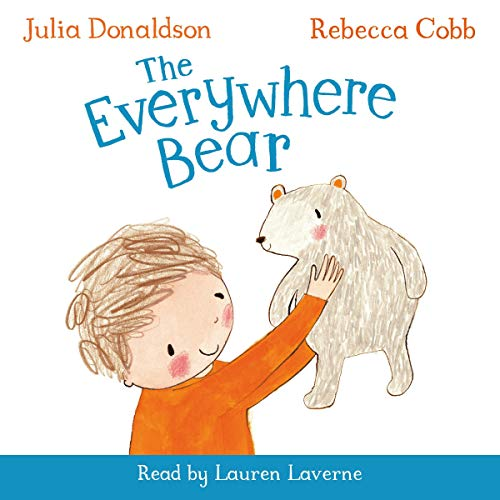 Julia Donaldson Rebecca Cobb
The
Everywhere
Bear
Read by Lauren Laverne